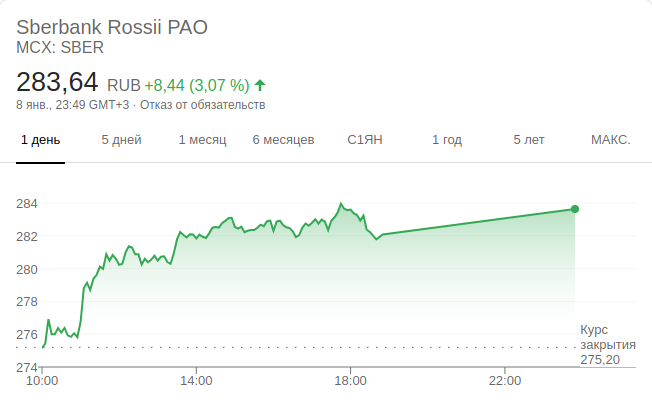 Sberbank Rossii PAO
MCX: SBER
283,64 RUB +8,44 (3,07 %)
8 янв., 23:49 GMT+3 · Отказ от обязательств
1 день 5 дней 1 месяц 6 месяцев С1ЯН 1 год 5 лет МАКС.
284
282
280
278
276
274
Курс
закрытия
275,20
10:00 14:00 18:00 22:00